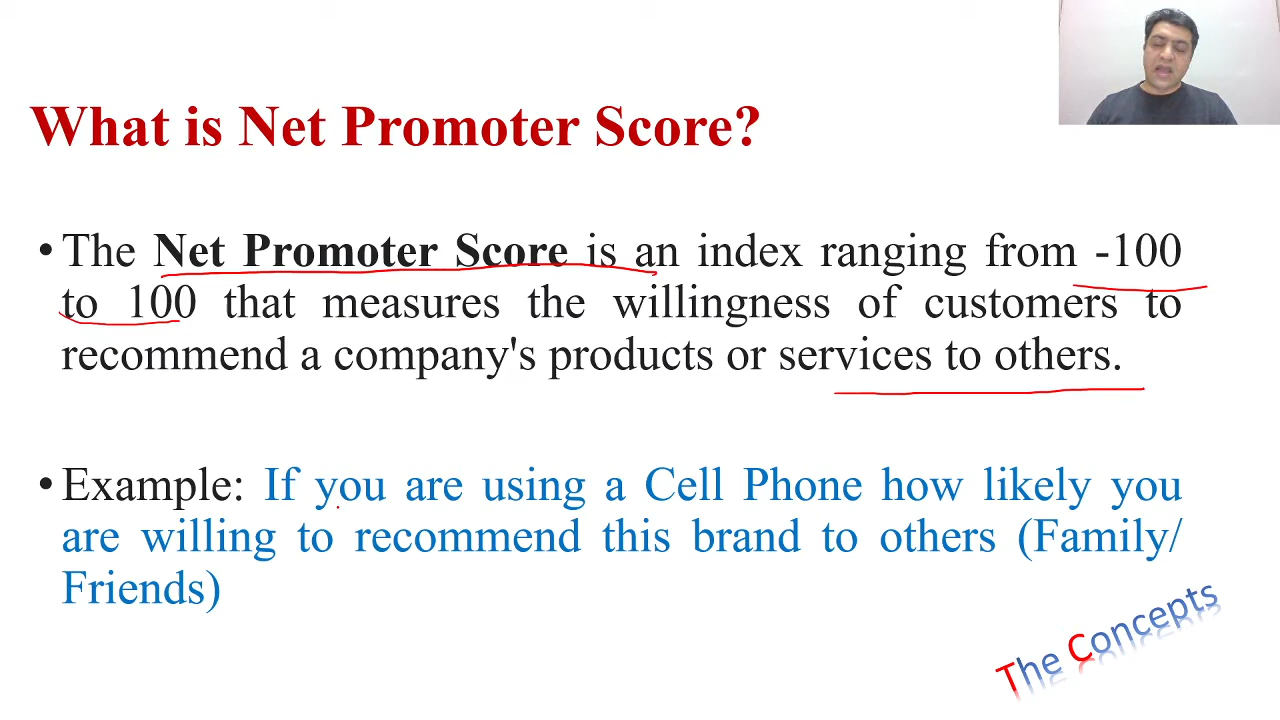 What is Net Promoter Score?
• The Net Promoter Score is an index ranging from -100
to 100 that measures the willingness of customers to
recommend a company's products or services to others.
• Example: If you are using a Cell Phone how likely you
are willing to recommend this brand to others (Family/
Friends)
The Concepts